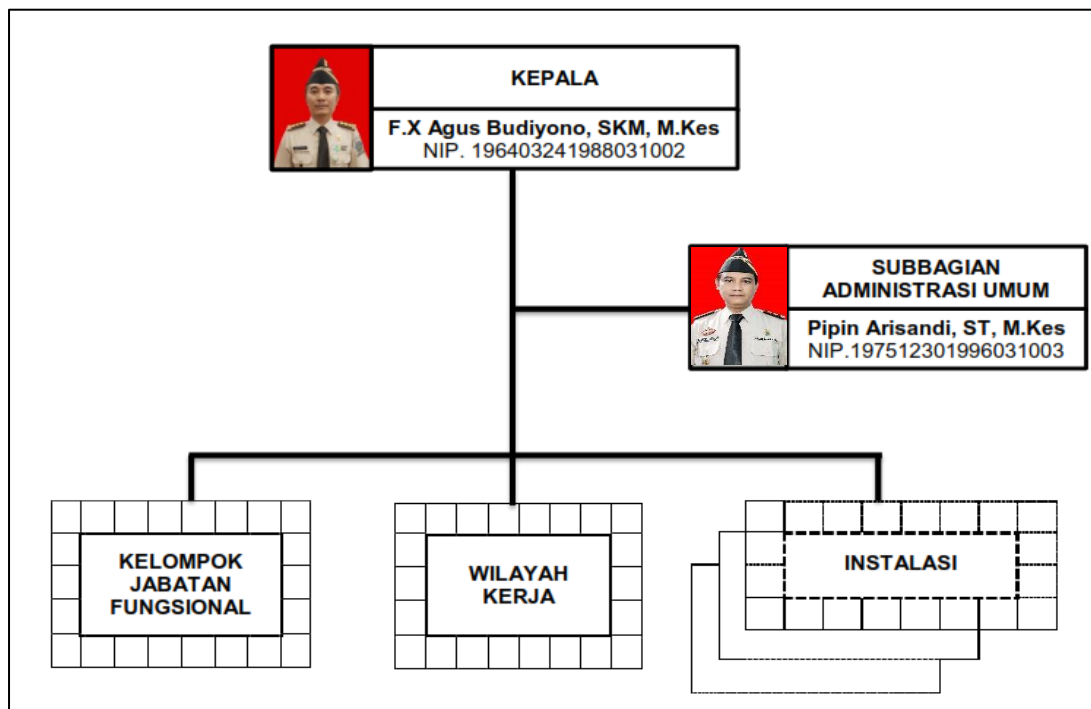 KEPALA
F.X Agus Budiyono, SKM, M.Kes
NIP. 196403241988031002
SUBBAGIAN
ADMINISTRASI UMUM
Pipin Arisandi, ST, M.Kes
NIP.197512301996031003
KELOMPOK
JABATAN
FUNGSIONAL
WILAYAH
KERJA
INSTALASI